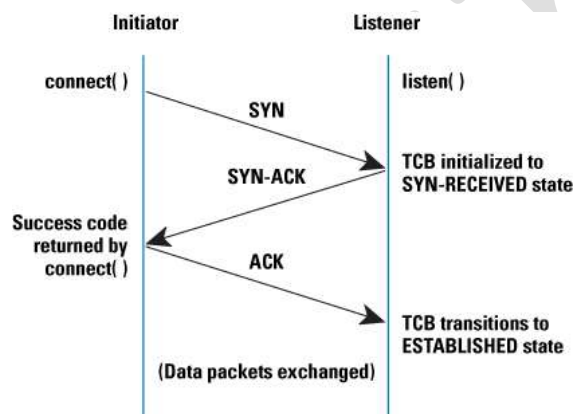 Initiator
Listener
connect( )
listen( )
SYN
TCB initialized to
SYN-RECEIVED state
SYN-ACK
Success code
returned by
connect( )
ACK
TCB transitions to
ESTABLISHED state
(Data packets exchanged)